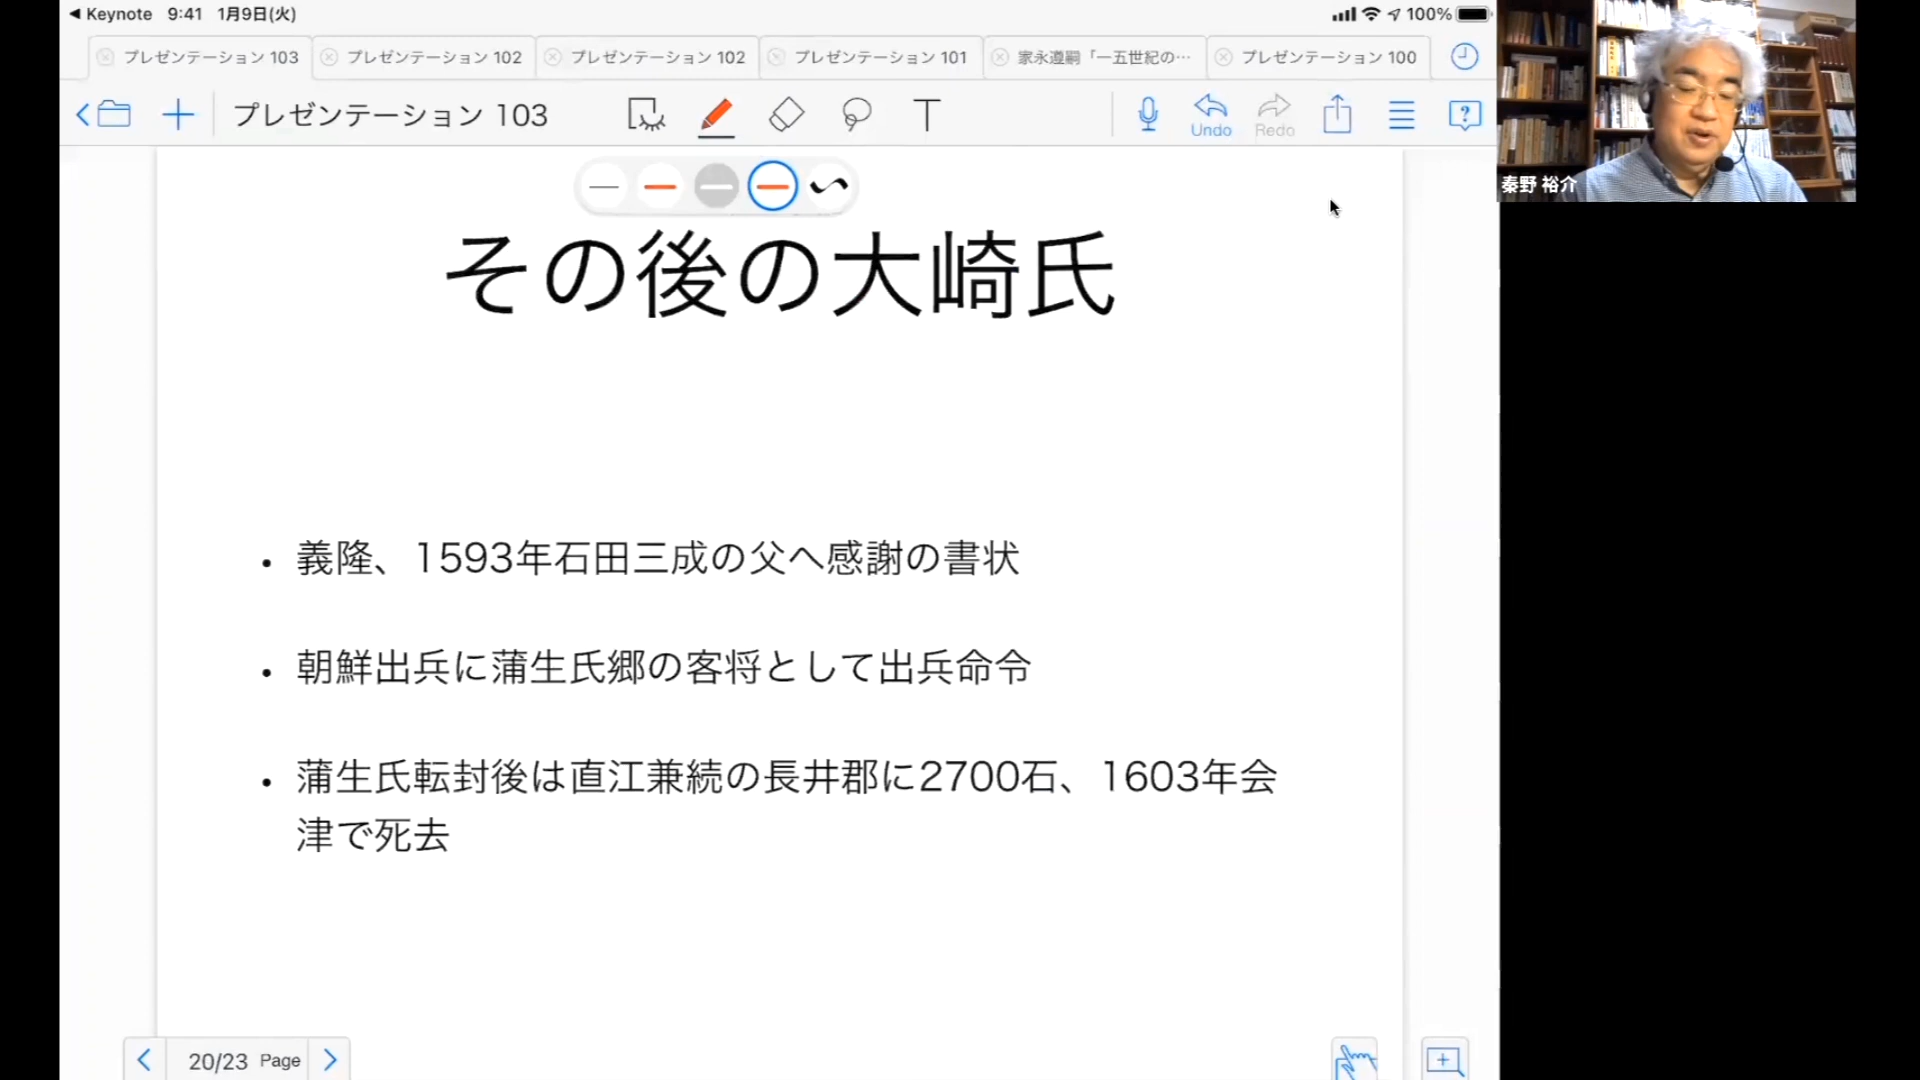 ◀ Keynote 9:41 1月9日(火) 100%
プレゼンテーション 103 プレゼンテーション 102 プレゼンテーション 102 プレゼンテーション 101 家永遵嗣「一五世紀の… プレゼンテーション 100
プレゼンテーション 103 T Undo Redo ?
秦野 裕介
その後の大崎氏
• 義隆、1593年石田三成の父へ感謝の書状
• 朝鮮出兵に蒲生氏郷の客将として出兵命令
• 蒲生氏転封後は直江兼続の長井郡に2700石、1603年会
津で死去
20/23 Page